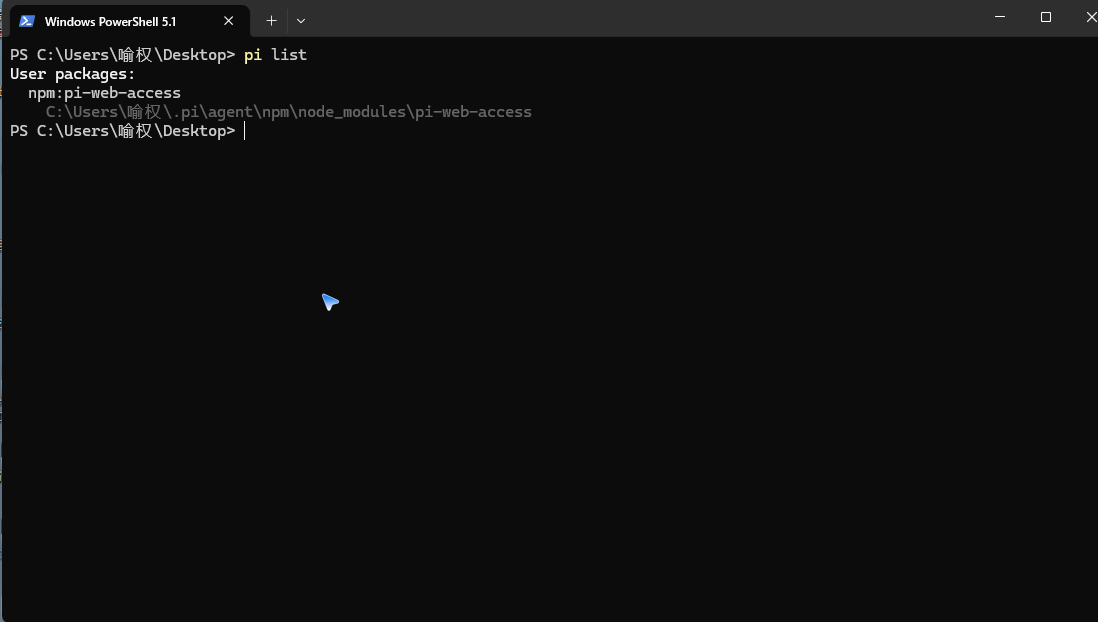 Windows PowerShell 5.1
PS C:\Users\喻权\Desktop> pi list
User packages:
npm:pi-web-access
C:\Users\喻权\.pi\agent\npm\node_modules\pi-web-access
PS C:\Users\喻权\Desktop>